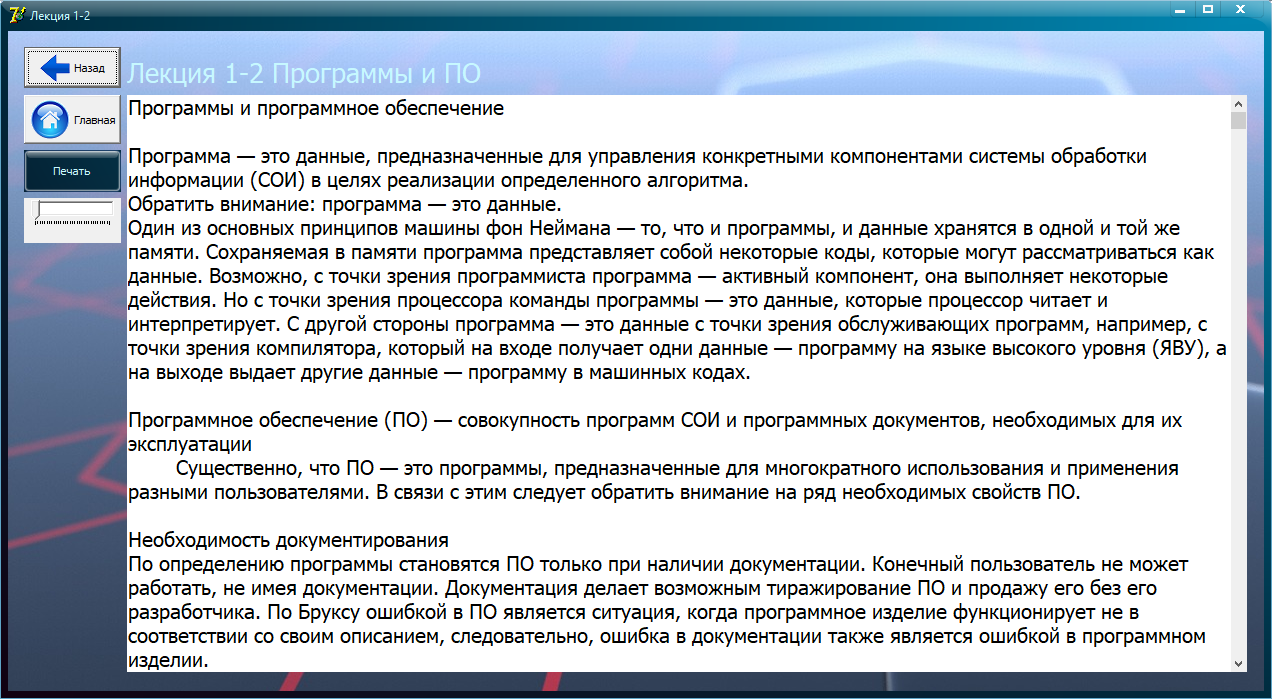 Лекция 1-2
Назад
Лекция 1-2 Программы и ПО
Главная
Печать
Программы и программное обеспечение
Программа — это данные, предназначенные для управления конкретными компонентами системы обработки
информации (СОИ) в целях реализации определенного алгоритма.
Обратить внимание: программа — это данные.
Один из основных принципов машины фон Неймана — то, что и программы, и данные хранятся в одной и той же
памяти. Сохраняемая в памяти программа представляет собой некоторые коды, которые могут рассматриваться как
данные. Возможно, с точки зрения программиста программа — активный компонент, она выполняет некоторые
действия. Но с точки зрения процессора команды программы — это данные, которые процессор читает и
интерпретирует. С другой стороны программа — это данные с точки зрения обслуживающих программ, например, с
точки зрения компилятора, который на входе получает одни данные — программу на языке высокого уровня (ЯВУ), а
на выходе выдает другие данные — программу в машинных кодах.
Программное обеспечение (ПО) — совокупность программ СОИ и программных документов, необходимых для их
эксплуатации
Существенно, что ПО — это программы, предназначенные для многократного использования и применения
разными пользователями. В связи с этим следует обратить внимание на ряд необходимых свойств ПО.
Необходимость документирования
По определению программы становятся ПО только при наличии документации. Конечный пользователь не может
работать, не имея документации. Документация делает возможным тиражирование ПО и продажу его без его
разработчика. По Бруксу ошибкой в ПО является ситуация, когда программное изделие функционирует не в
соответствии со своим описанием, следовательно, ошибка в документации также является ошибкой в программном
изделии.